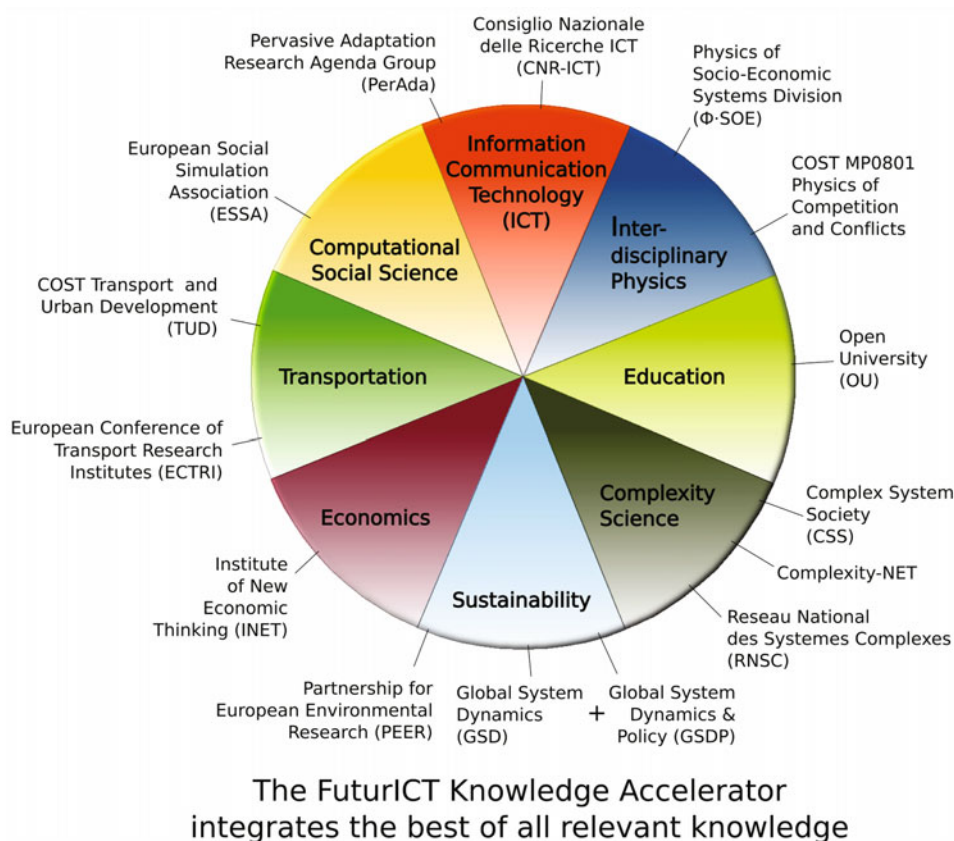 Consiglio Nazionale
delle Ricerche ICT
(CNR-ICT)
Pervasive Adaptation
Research Agenda Group
(PerAda)
Physics of
Socio-Economic
Systems Division
(Φ·SOE)
European Social
Simulation
Association
(ESSA)
COST MP0801
Physics of
Competition
and Conflicts
Information
Communication
Technology
(ICT)
Computational
Social Science
Inter-
disciplinary
Physics
COST Transport and
Urban Development
(TUD)
Transportation
Education
Open
University
(OU)
European Conference of
Transport Research
Institutes (ECTRI)
Economics
Complexity
Science
Complex System
Society
(CSS)
Institute
of New
Economic
Thinking (INET)
Sustainability
Complexity-NET
Reseau National
des Systemes Complexes
(RNSC)
Partnership for
European Environmental
Research (PEER)
Global System
Dynamics
(GSD)
+
Global System
Dynamics &
Policy (GSDP)
The FuturICT Knowledge Accelerator
integrates the best of all relevant knowledge